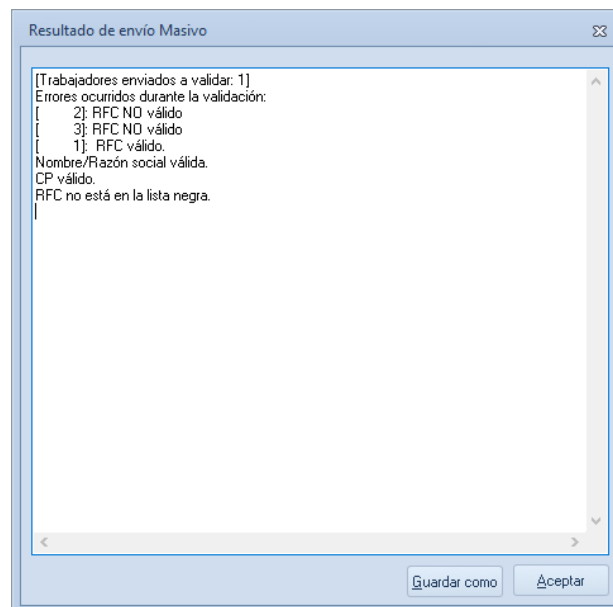 Resultado de envío Masivo
[Trabajadores enviados a validar: 1]
Errores ocurridos durante la validación:
[ 2]: RFC NO válido
[ 3]: RFC NO válido
[ 1]: RFC válido.
Nombre/Razón social válida.
CP válido.
RFC no está en la lista negra.
Guardar como Aceptar